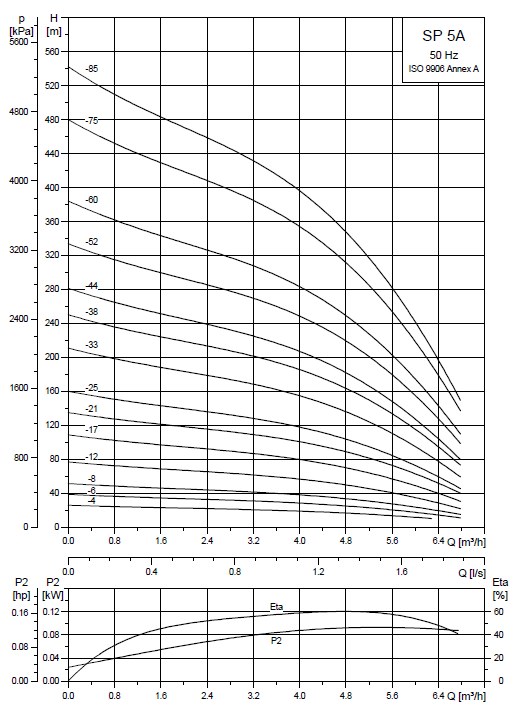 p H
[kPa] [m]
SP 5A
50 Hz
ISO 9906 Annex A
5600
560
-85
520
4800
480
-75
440
4000
400
-60
360
3200
-52
320
-44
280
2400
-38
240
-33
200
1600
160
-25
-21
120
-17
800
80
-12
-8
40
-6
-4
0 0
0.0 0.8 1.6 2.4 3.2 4.0 4.8 5.6 6.4 Q [m³/h]
0.0 0.4 0.8 1.2 1.6 Q [l/s]
P2 P2 Eta
[hp] [kW] [%]
0.16 0.12 Eta 60
0.08 40
P2
0.08 0.04 20
0.00 0.00 0
0.0 0.8 1.6 2.4 3.2 4.0 4.8 5.6 6.4 Q [m³/h]